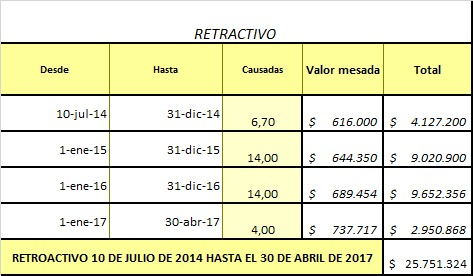 RETRACTIVO
Desde Hasta Causadas Valor mesada Total
10-jul-14 31-dic-14 6,70 $ 616.000 $ 4.127.200
1-ene-15 31-dic-15 14,00 $ 644.350 $ 9.020.900
1-ene-16 31-dic-16 14,00 $ 689.454 $ 9.652.356
1-ene-17 30-abr-17 4,00 $ 737.717 $ 2.950.868
RETROACTIVO 10 DE JULIO DE 2014 HASTA EL 30 DE ABRIL DE 2017 $ 25.751.324